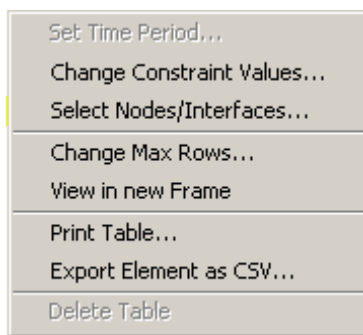 Set Time Period...
Change Constraint Values...
Select Nodes/Interfaces...
Change Max Rows...
View in new Frame
Print Table...
Export Element as CSV...
Delete Table